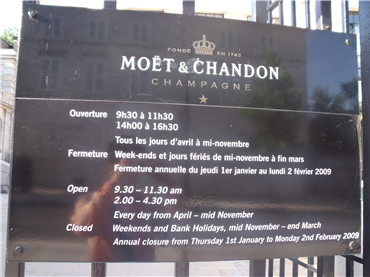 FONDÉ EN 1743
MOËT & CHANDON
CHAMPAGNE
Ouverture 9h30 à 11h30
14h00 à 16h30
Tous les jours d'avril à mi-novembre
Fermeture Week-ends et jours fériés de mi-novembre à fin mars
Fermeture annuelle du jeudi 1er janvier au lundi 2 février 2009
Open 9.30 - 11.30 am
2.00 - 4.30 pm
Every day from April - mid November
Closed Weekends and Bank Holidays, mid November - end March
Annual closure from Thursday 1st January to Monday 2nd February 2009